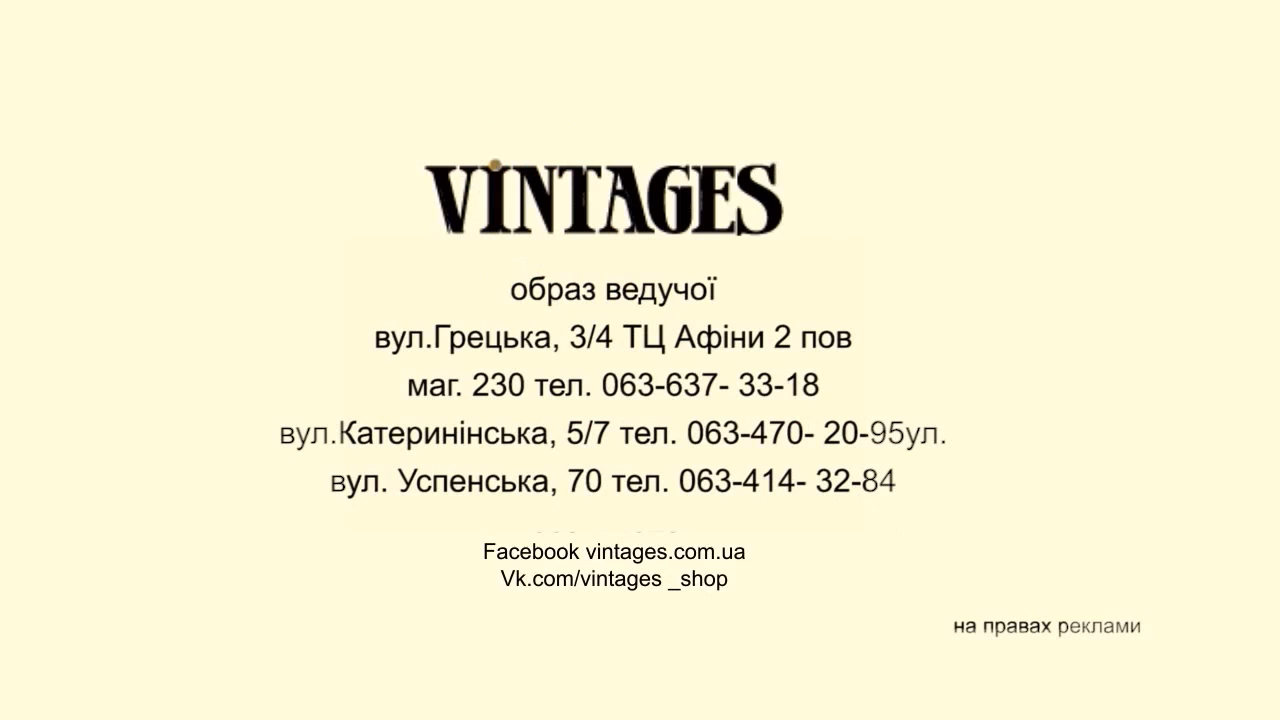 VINTAGES
образ ведучої
вул.Грецька, 3/4 ТЦ Афіни 2 пов
маг. 230 тел. 063-637- 33-18
вул.Катеринінська, 5/7 тел. 063-470- 20-95ул.
вул. Успенська, 70 тел. 063-414- 32-84
Facebook vintages.com.ua
Vk.com/vintages _shop
на правах реклами